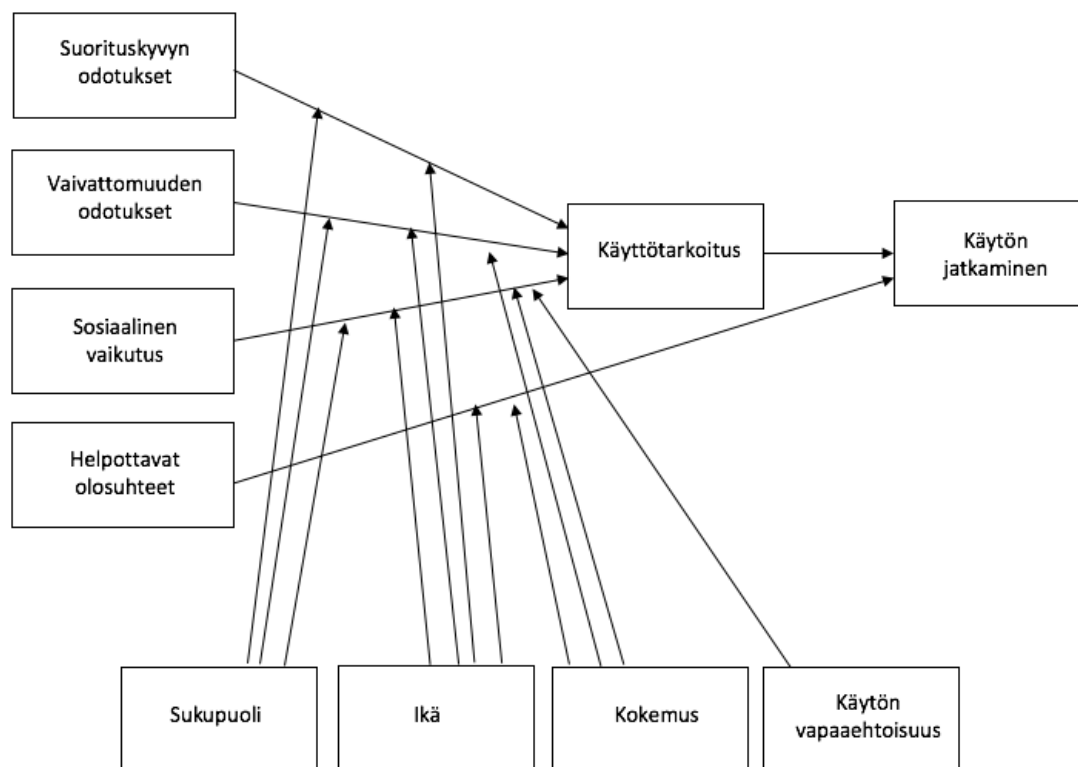 Suorituskyvyn
odotukset
Vaivattomuuden
odotukset
Sosiaalinen
vaikutus
Helpottavat
olosuhteet
Käyttötarkoitus
Käytön
jatkaminen
Sukupuoli
Ikä
Kokemus
Käytön
vapaaehtoisuus